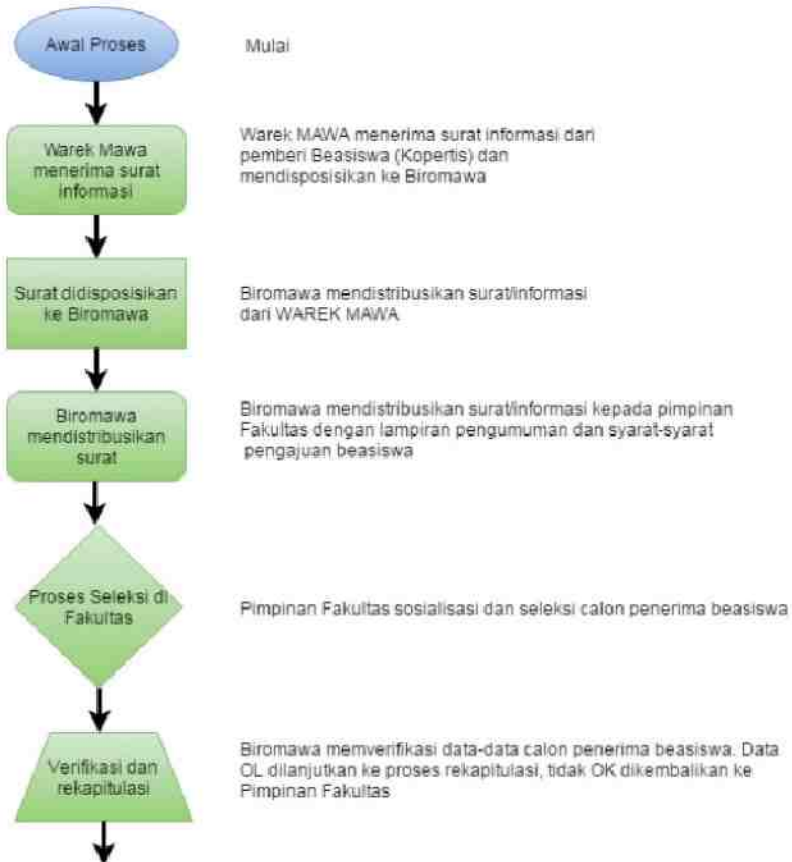 Awal Proses
Mulai
Warek Mawa
menerima surat
informasi
Warek MAWA menerima surat informasi dari
pemberi Beasiswa (Kopertis) dan
mendisposisikan ke Biromawa
Surat didisposisikan
ke Biromawa
Biromawa mendistribusikan surat/informasi
dari WAREK MAWA
Biromawa
mendistribusikan
surat
Biromawa mendistribusikan surat/informasi kepada pimpinan
Fakultas dengan lampiran pengumuman dan syarat-syarat
pengajuan beasiswa
Proses Seleksi di
Fakultas
Pimpinan Fakultas sosialisasi dan seleksi calon penerima beasiswa
Verifikasi dan
rekapitulasi
Biromawa memverifikasi data-data calon penerima beasiswa. Data
OL dilanjutkan ke proses rekapitulasi, tidak OK dikembalikan ke
Pimpinan Fakultas